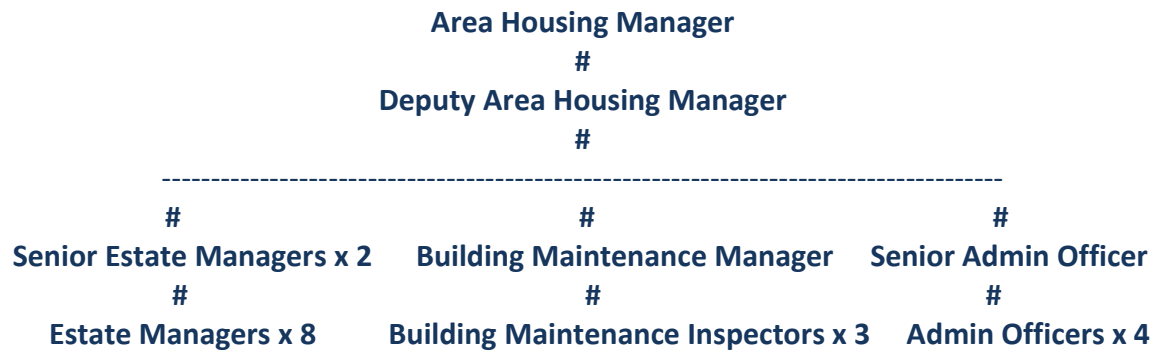 Area Housing Manager
#
Deputy Area Housing Manager
#
--------------------------------------------------------------------------------------
# # #
Senior Estate Managers x 2 Building Maintenance Manager Senior Admin Officer
# # #
Estate Managers x 8 Building Maintenance Inspectors x 3 Admin Officers x 4